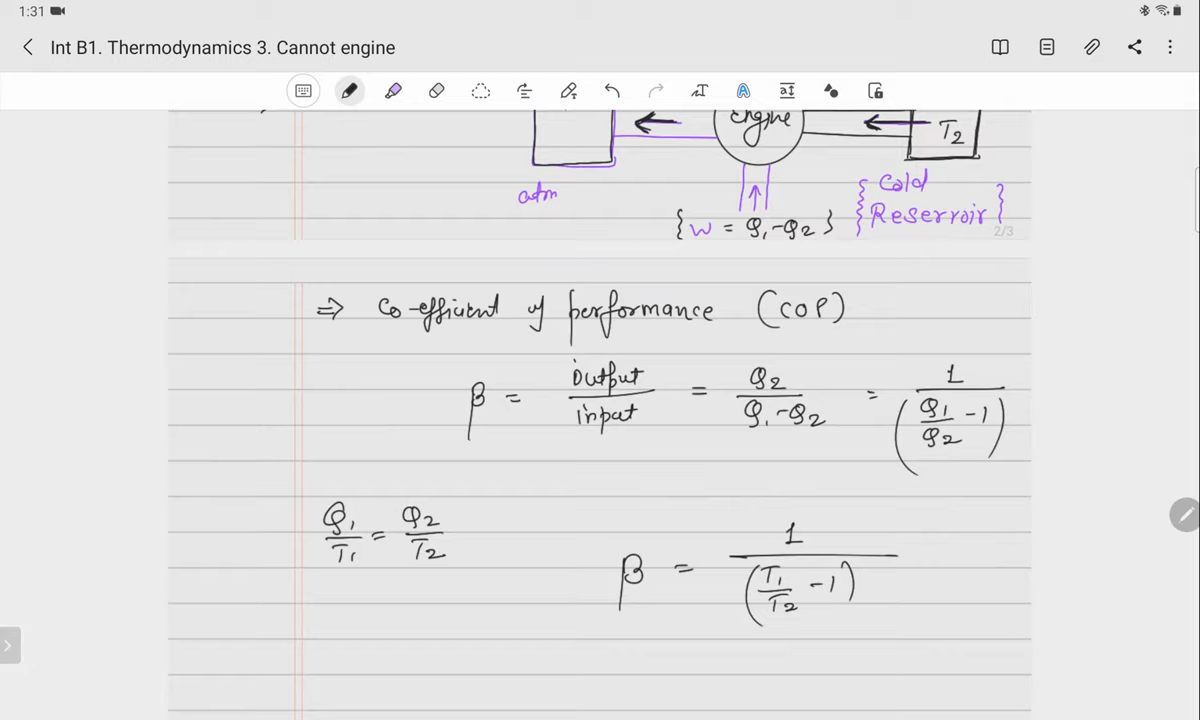 1:31
Int B1. Thermodynamics 3. Cannot engine
Engine
T2
atm
{ W = Q1-Q2 }
{ Cold Reservoir }
2/3
⇒ Co-efficient of performance (COP)
β = output/input = Q2/(Q1-Q2) = 1/(Q1/Q2 - 1)
Q1/T1 = Q2/T2
β = 1/(T1/T2 - 1)